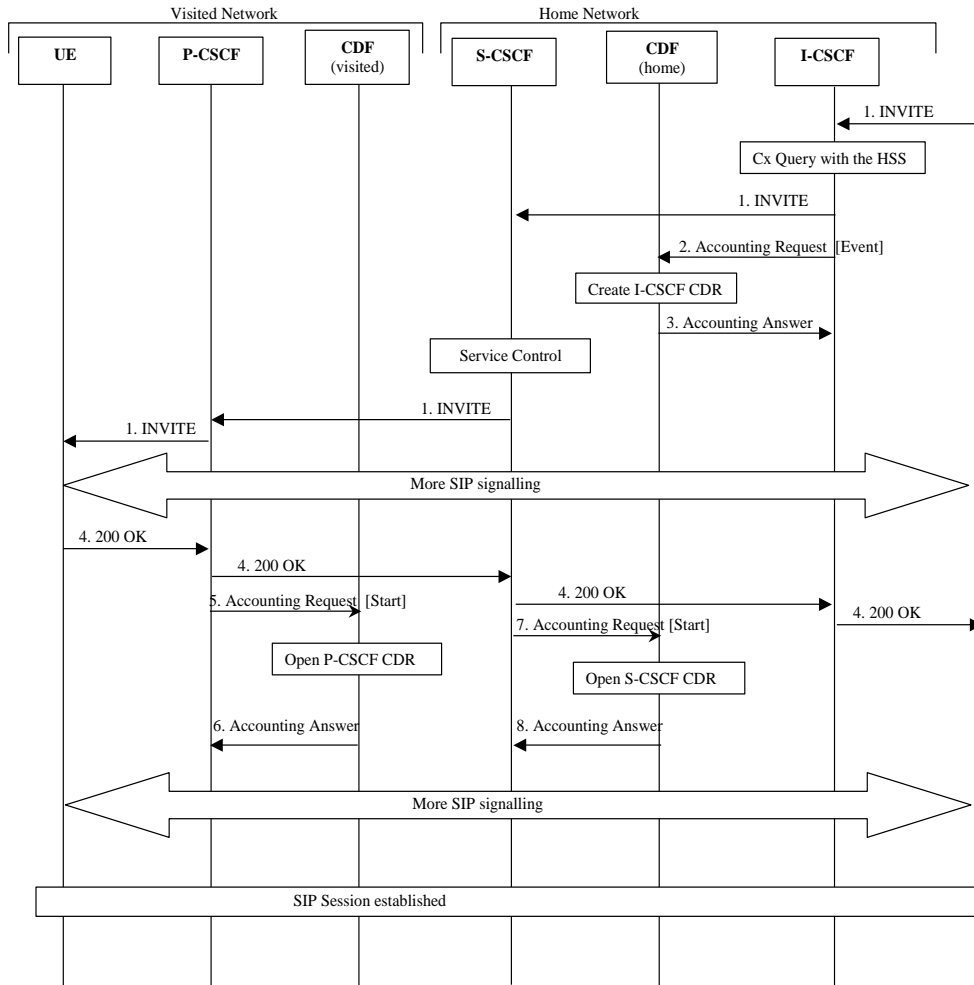 Visited Network
Home Network
UE
P-CSCF
CDF
(visited)
S-CSCF
CDF
(home)
I-CSCF
1. INVITE
Cx Query with the HSS
1. INVITE
2. Accounting Request [Event]
Create I-CSCF CDR
3. Accounting Answer
Service Control
1. INVITE
1. INVITE
More SIP signalling
4. 200 OK
4. 200 OK
4. 200 OK
5. Accounting Request [Start]
4. 200 OK
7. Accounting Request [Start]
Open P-CSCF CDR
Open S-CSCF CDR
6. Accounting Answer
8. Accounting Answer
More SIP signalling
SIP Session established